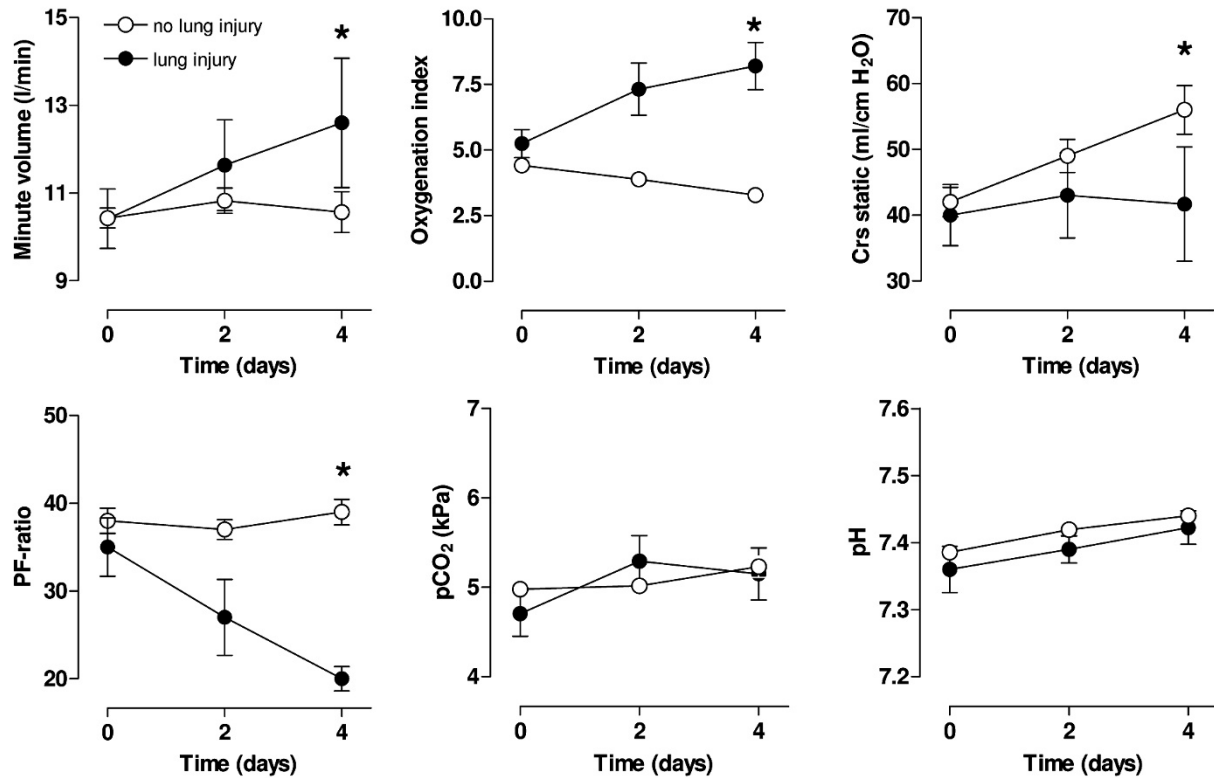 15
13
11
9
Minute volume (l/min)
no lung injury
lung injury
*
0 2 4
Time (days)
10.0
7.5
5.0
2.5
0.0
Oxygenation index
*
0 2 4
Time (days)
70
60
50
40
30
Crs static (ml/cm H₂O)
*
0 2 4
Time (days)
50
40
30
20
PF-ratio
*
0 2 4
Time (days)
7
6
5
4
pCO₂ (kPa)
0 2 4
Time (days)
7.6
7.5
7.4
7.3
7.2
pH
0 2 4
Time (days)